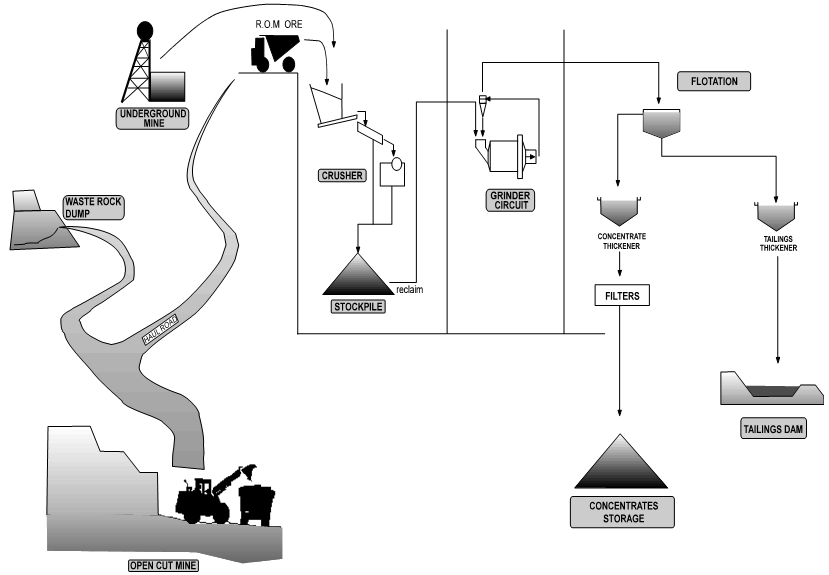 R.O.M ORE
UNDERGROUND
MINE
FLOTATION
CRUSHER
GRINDER
CIRCUIT
WASTE ROCK
DUMP
CONCENTRATE
THICKENER
TAILINGS
THICKENER
reclaim
STOCKPILE
FILTERS
HAUL ROAD
TAILINGS DAM
CONCENTRATES
STORAGE
OPEN CUT MINE